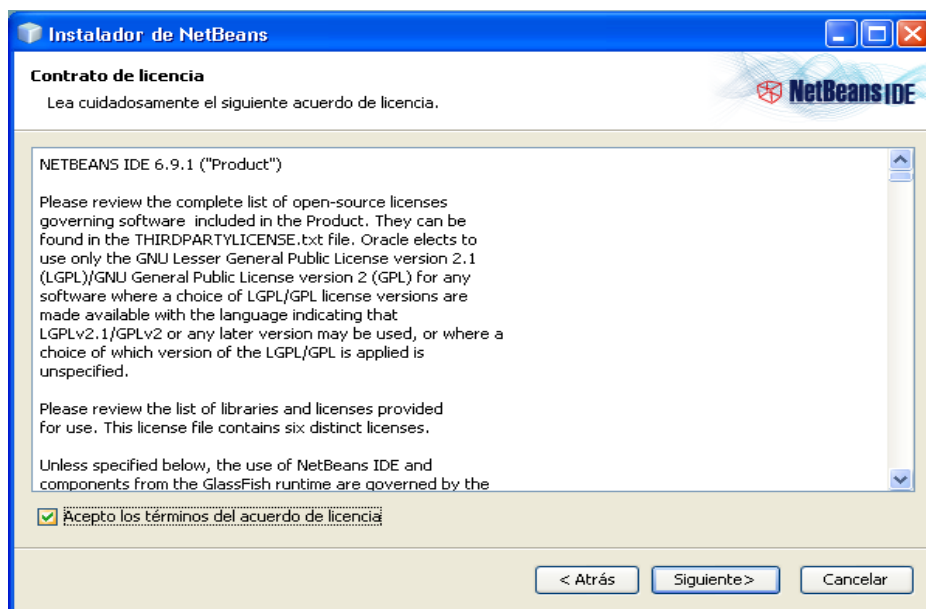 Instalador de NetBeans
Contrato de licencia
Lea cuidadosamente el siguiente acuerdo de licencia.
NetBeans IDE
NETBEANS IDE 6.9.1 ("Product")
Please review the complete list of open-source licenses
governing software  included in the Product. They can be
found in the THIRDPARTYLICENSE.txt file. Oracle elects to
use only the GNU Lesser General Public License version 2.1
(LGPL)/GNU General Public License version 2 (GPL) for any
software where a choice of LGPL/GPL license versions are
made available with the language indicating that
LGPLv2.1/GPLv2 or any later version may be used, or where a
choice of which version of the LGPL/GPL is applied is
unspecified.
Please review the list of libraries and licenses provided
for use. This license file contains six distinct licenses.
Unless specified below, the use of NetBeans IDE and
components from the GlassFish runtime are governed by the
Acepto los términos del acuerdo de licencia
< Atrás
Siguiente>
Cancelar